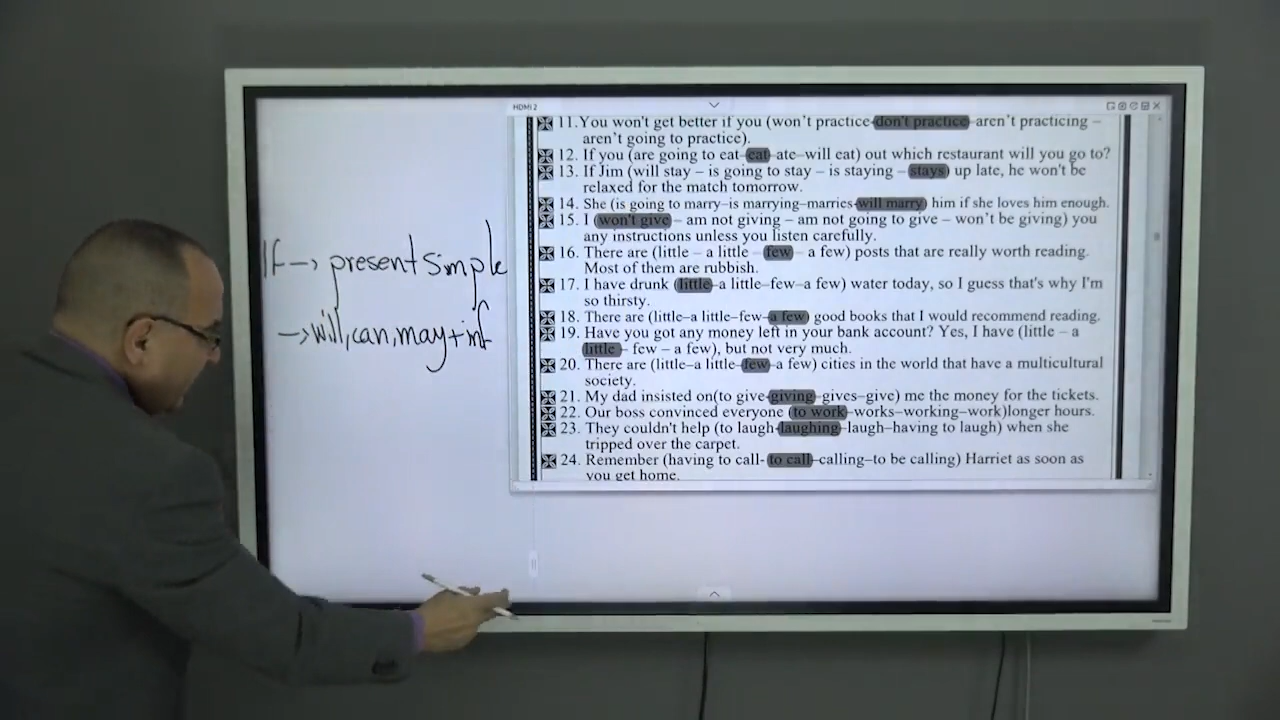 HDMI 2
11.You won't get better if you (won't practice-don't practice-aren't practicing –
aren't going to practice).
12. If you (are going to eat-eat-ate–will eat) out which restaurant will you go to?
13. If Jim (will stay – is going to stay – is staying – stays) up late, he won't be
relaxed for the match tomorrow.
14. She (is going to marry–is marrying–marries-will marry) him if she loves him enough.
15. I (won't give – am not giving – am not going to give – won't be giving) you
any instructions unless you listen carefully.
16. There are (little – a little – few – a few) posts that are really worth reading.
Most of them are rubbish.
17. I have drunk (little-a little–few–a few) water today, so I guess that's why I'm
so thirsty.
18. There are (little–a little–few-a few) good books that I would recommend reading.
19. Have you got any money left in your bank account? Yes, I have (little – a
little – few – a few), but not very much.
20. There are (little–a little–few–a few) cities in the world that have a multicultural
society.
21. My dad insisted on(to give-giving–gives–give) me the money for the tickets.
22. Our boss convinced everyone (to work–works–working–work)longer hours.
23. They couldn't help (to laugh-laughing–laugh–having to laugh) when she
tripped over the carpet.
24. Remember (having to call- to call–calling–to be calling) Harriet as soon as
you get home.
If → present simple
→ will, can, may + inf